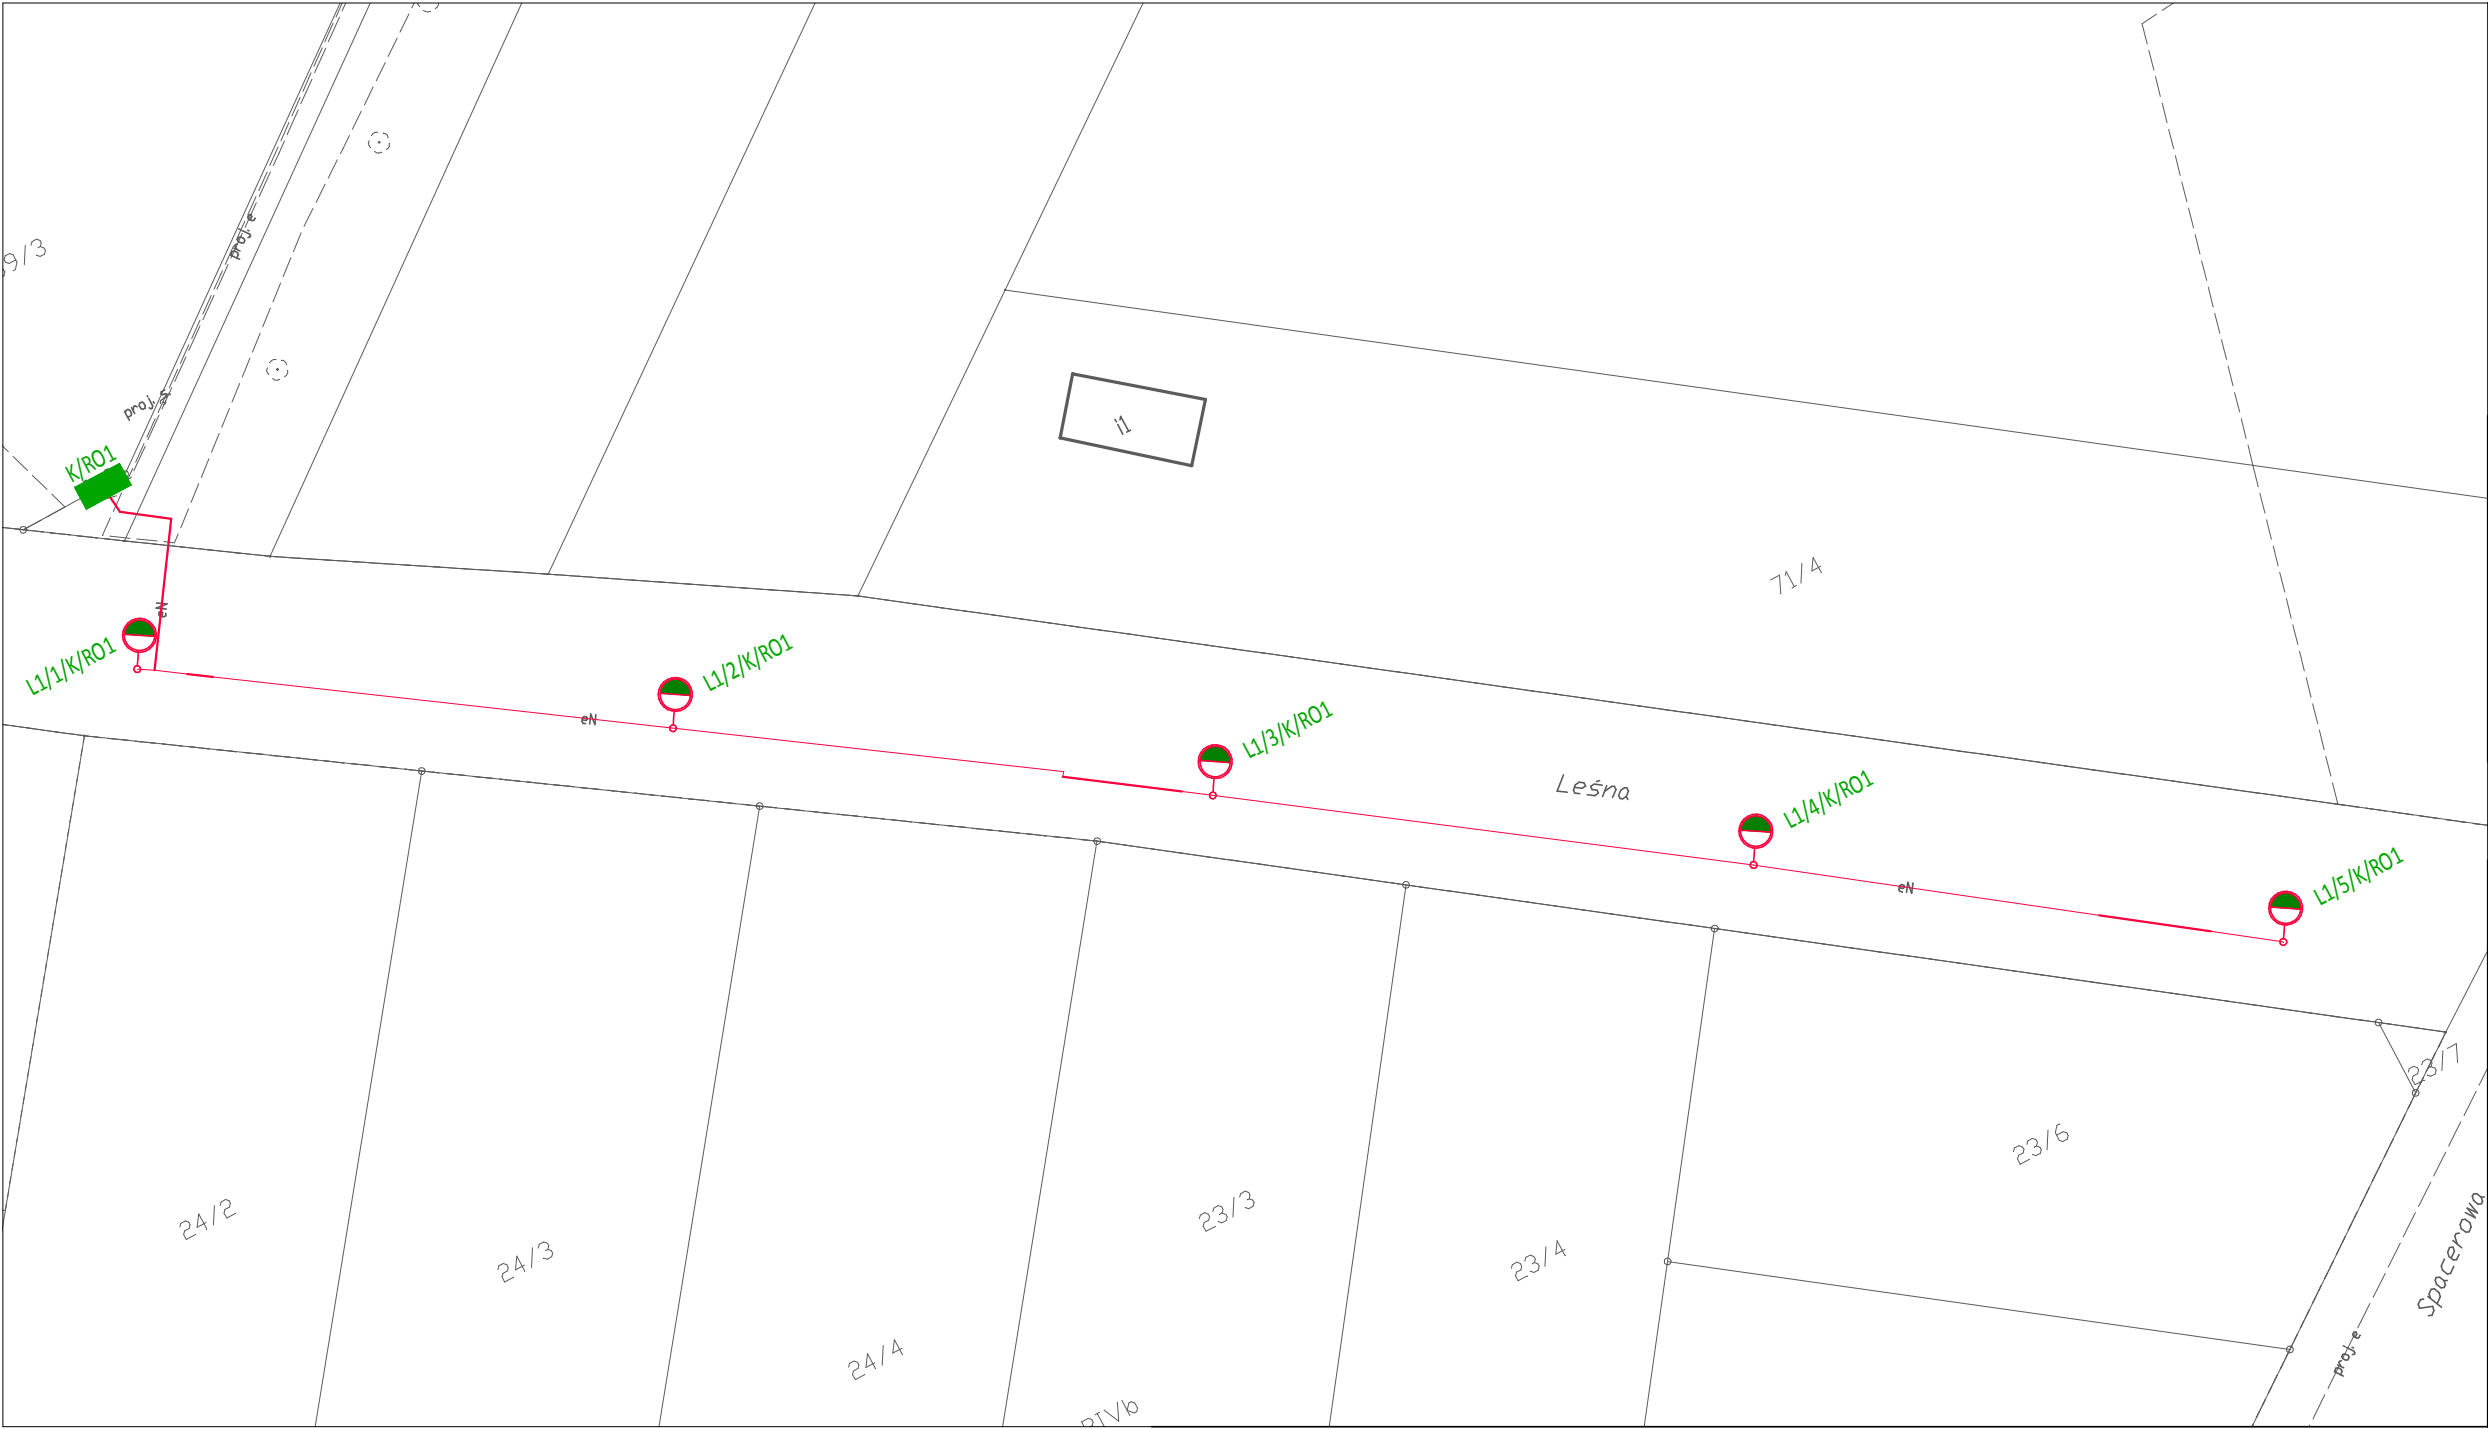 proj. e
9/3
proj. s.
K/RO1
i1
71/4
eN
L1/1/K/RO1
L1/2/K/RO1
eN
L1/3/K/RO1
Leśna
L1/4/K/RO1
eN
L1/5/K/RO1
23/7
23/6
24/2
23/3
24/3
23/4
Spacerowa
24/4
proj. e
RIVb